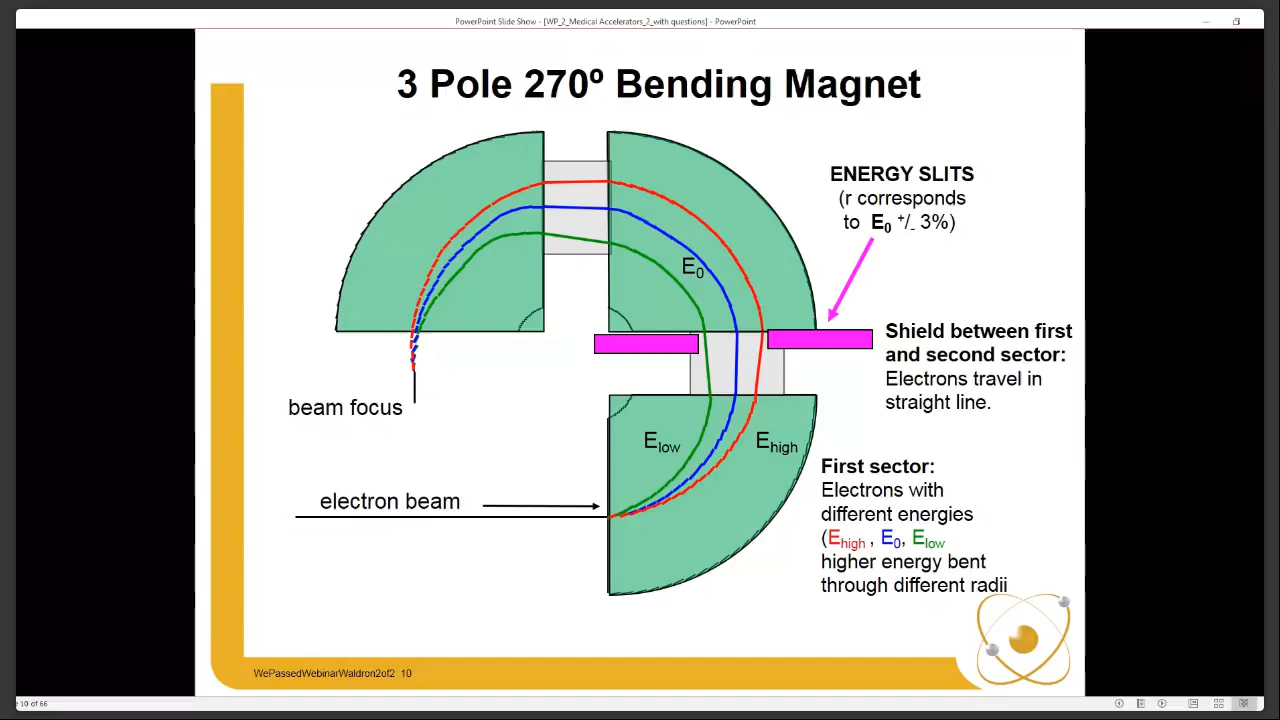 PowerPoint Slide Show - [WP_2_Medical Accelerators_2_with questions] - PowerPoint
3 Pole 270º Bending Magnet
ENERGY SLITS
(r corresponds
to E0 +/- 3%)
E0
Shield between first
and second sector:
Electrons travel in
straight line.
beam focus
Elow
Ehigh
First sector:
Electrons with
different energies
(Ehigh , E0, Elow
higher energy bent
through different radii
electron beam
WePassedWebinarWaldron2of2 10
e 10 of 66